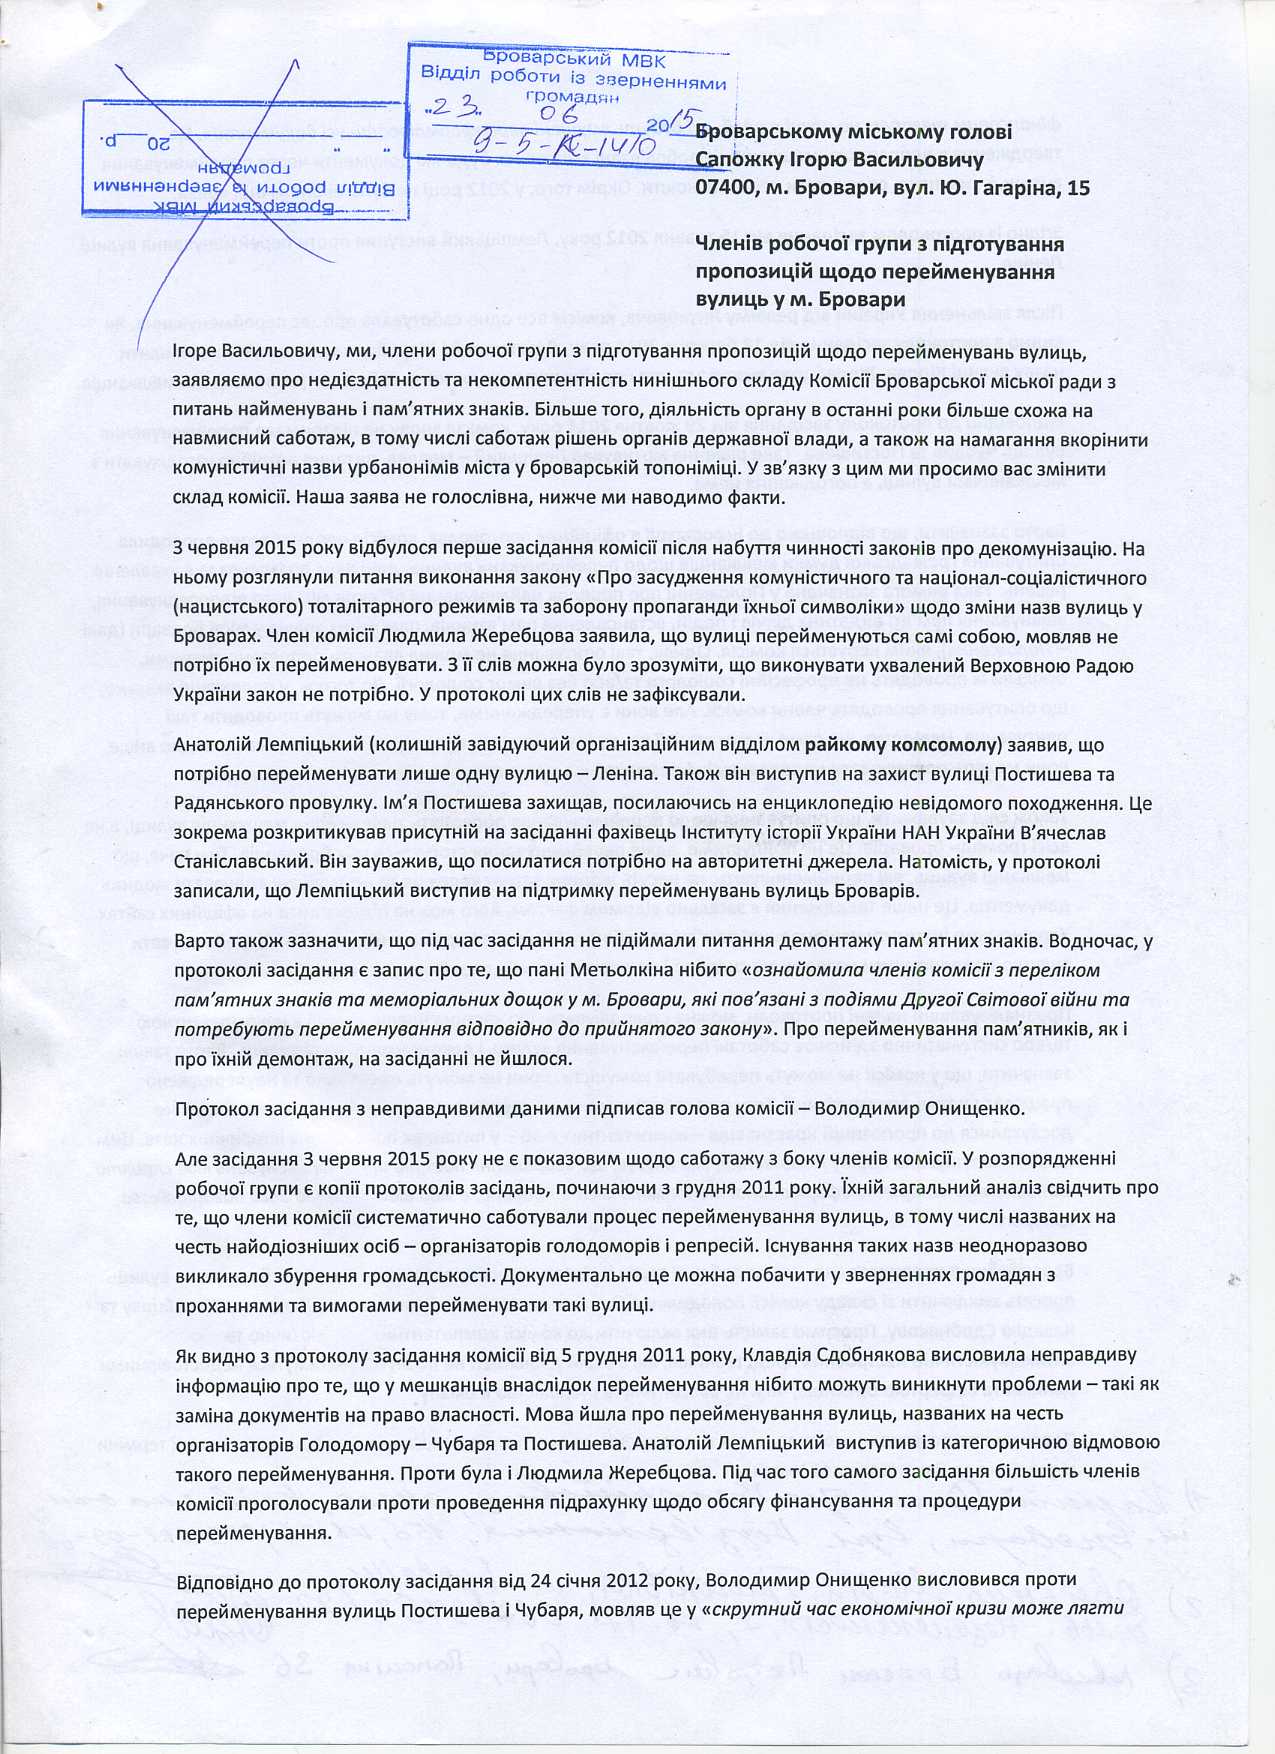 Броварський МВК
Відділ роботи із зверненнями
громадян
"23" 06 2015 р.
9-5-К-1410
Броварський МВК
Відділ роботи із зверненнями
громадян
" " 20 р.
Броварському міському голові
Сапожку Ігорю Васильовичу
07400, м. Бровари, вул. Ю. Гагаріна, 15
Членів робочої групи з підготування
пропозицій щодо перейменування
вулиць у м. Бровари
Ігоре Васильовичу, ми, члени робочої групи з підготування пропозицій щодо перейменувань вулиць,
заявляємо про недієздатність та некомпетентність нинішнього складу Комісії Броварської міської ради з
питань найменувань і пам’ятних знаків. Більше того, діяльність органу в останні роки більше схожа на
навмисний саботаж, в тому числі саботаж рішень органів державної влади, а також на намагання вкорінити
комуністичні назви урбанонімів міста у броварській топоніміці. У зв’язку з цим ми просимо вас змінити
склад комісії. Наша заява не голослівна, нижче ми наводимо факти.
3 червня 2015 року відбулося перше засідання комісії після набуття чинності законів про декомунізацію. На
ньому розглянули питання виконання закону «Про засудження комуністичного та націонал-соціалістичного
(нацистського) тоталітарного режимів та заборону пропаганди їхньої символіки» щодо зміни назв вулиць у
Броварах. Член комісії Людмила Жеребцова заявила, що вулиці перейменуються самі собою, мовляв не
потрібно їх перейменовувати. З її слів можна було зрозуміти, що виконувати ухвалений Верховною Радою
України закон не потрібно. У протоколі цих слів не зафіксували.
Анатолій Лемпіцький (колишній завідуючий організаційним відділом райкому комсомолу) заявив, що
потрібно перейменувати лише одну вулицю – Леніна. Також він виступив на захист вулиці Постишева та
Радянського провулку. Ім’я Постишева захищав, посилаючись на енциклопедію невідомого походження. Це
зокрема розкритикував присутній на засіданні фахівець Інституту історії України НАН України В’ячеслав
Станіславський. Він зауважив, що посилатися потрібно на авторитетні джерела. Натомість, у протоколі
записали, що Лемпіцький виступив на підтримку перейменувань вулиць Броварів.
Варто також зазначити, що під час засідання не підіймали питання демонтажу пам’ятних знаків. Водночас, у
протоколі засідання є запис про те, що пані Метьолкіна нібито «ознайомила членів комісії з переліком
пам’ятних знаків та меморіальних дощок у м. Бровари, які пов’язані з подіями Другої Світової війни та
потребують перейменування відповідно до прийнятого закону». Про перейменування пам’ятників, як і
про їхній демонтаж, на засіданні не йшлося.
Протокол засідання з неправдивими даними підписав голова комісії – Володимир Онищенко.
Але засідання 3 червня 2015 року не є показовим щодо саботажу з боку членів комісії. У розпорядженні
робочої групи є копії протоколів засідань, починаючи з грудня 2011 року. Їхній загальний аналіз свідчить про
те, що члени комісії систематично саботували процес перейменування вулиць, в тому числі названих на
честь найодіозніших осіб – організаторів голодоморів і репресій. Існування таких назв неодноразово
викликало збурення громадськості. Документально це можна побачити у зверненнях громадян з
проханнями та вимогами перейменувати такі вулиці.
Як видно з протоколу засідання комісії від 5 грудня 2011 року, Клавдія Сдобнякова висловила неправдиву
інформацію про те, що у мешканців внаслідок перейменування нібито можуть виникнути проблеми – такі як
заміна документів на право власності. Мова йшла про перейменування вулиць, названих на честь
організаторів Голодомору – Чубаря та Постишева. Анатолій Лемпіцький виступив із категоричною відмовою
такого перейменування. Проти була і Людмила Жеребцова. Під час того самого засідання більшість членів
комісії проголосували проти проведення підрахунку щодо обсягу фінансування та процедури
перейменування.
Відповідно до протоколу засідання від 24 січня 2012 року, Володимир Онищенко висловився проти
перейменування вулиць Постишева і Чубаря, мовляв це у «скрутний час економічної кризи може лягти